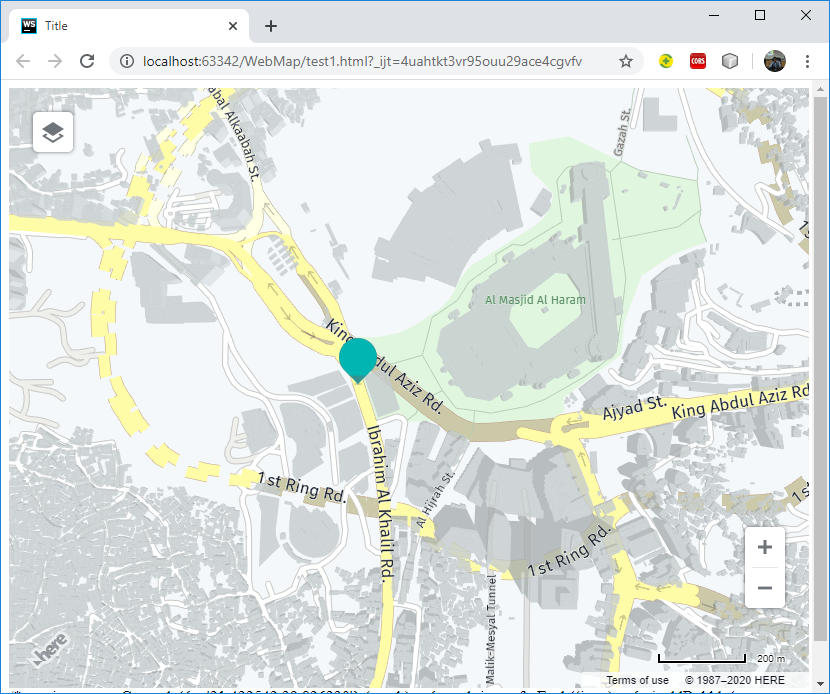 WS
Title
localhost:63342/WebMap/test1.html?_ijt=4uahtkt3vr95ouu29ace4cgvfv
CORS
Alkaabah St.
Gazah St.
Al Masjid Al Haram
King Abdul Aziz Rd.
Ajyad St.
King Abdul Aziz Rd
Ibrahim Al Khalil Rd.
1st Ring Rd.
Al Hijrah St.
1st Ring Rd.
Malik-Mesyal Tunnel
1st
here
200 m
Terms of use
© 1987–2020 HERE